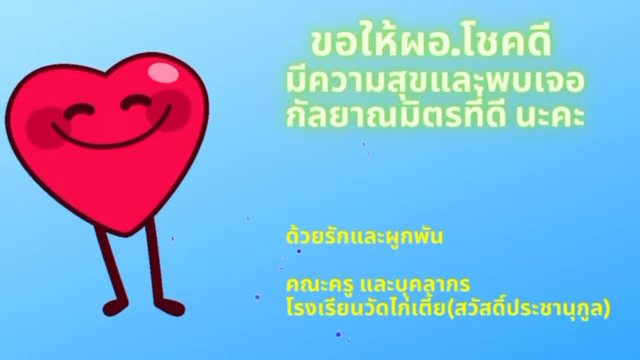 ขอให้ผอ.โชคดี
มีความสุขและพบเจอ
กัลยาณมิตรที่ดี นะคะ
ด้วยรักและผูกพัน
คณะครู และบุคลากร
โรงเรียนวัดไก่เตี้ย(สวัสดิ์ประชานุกูล)